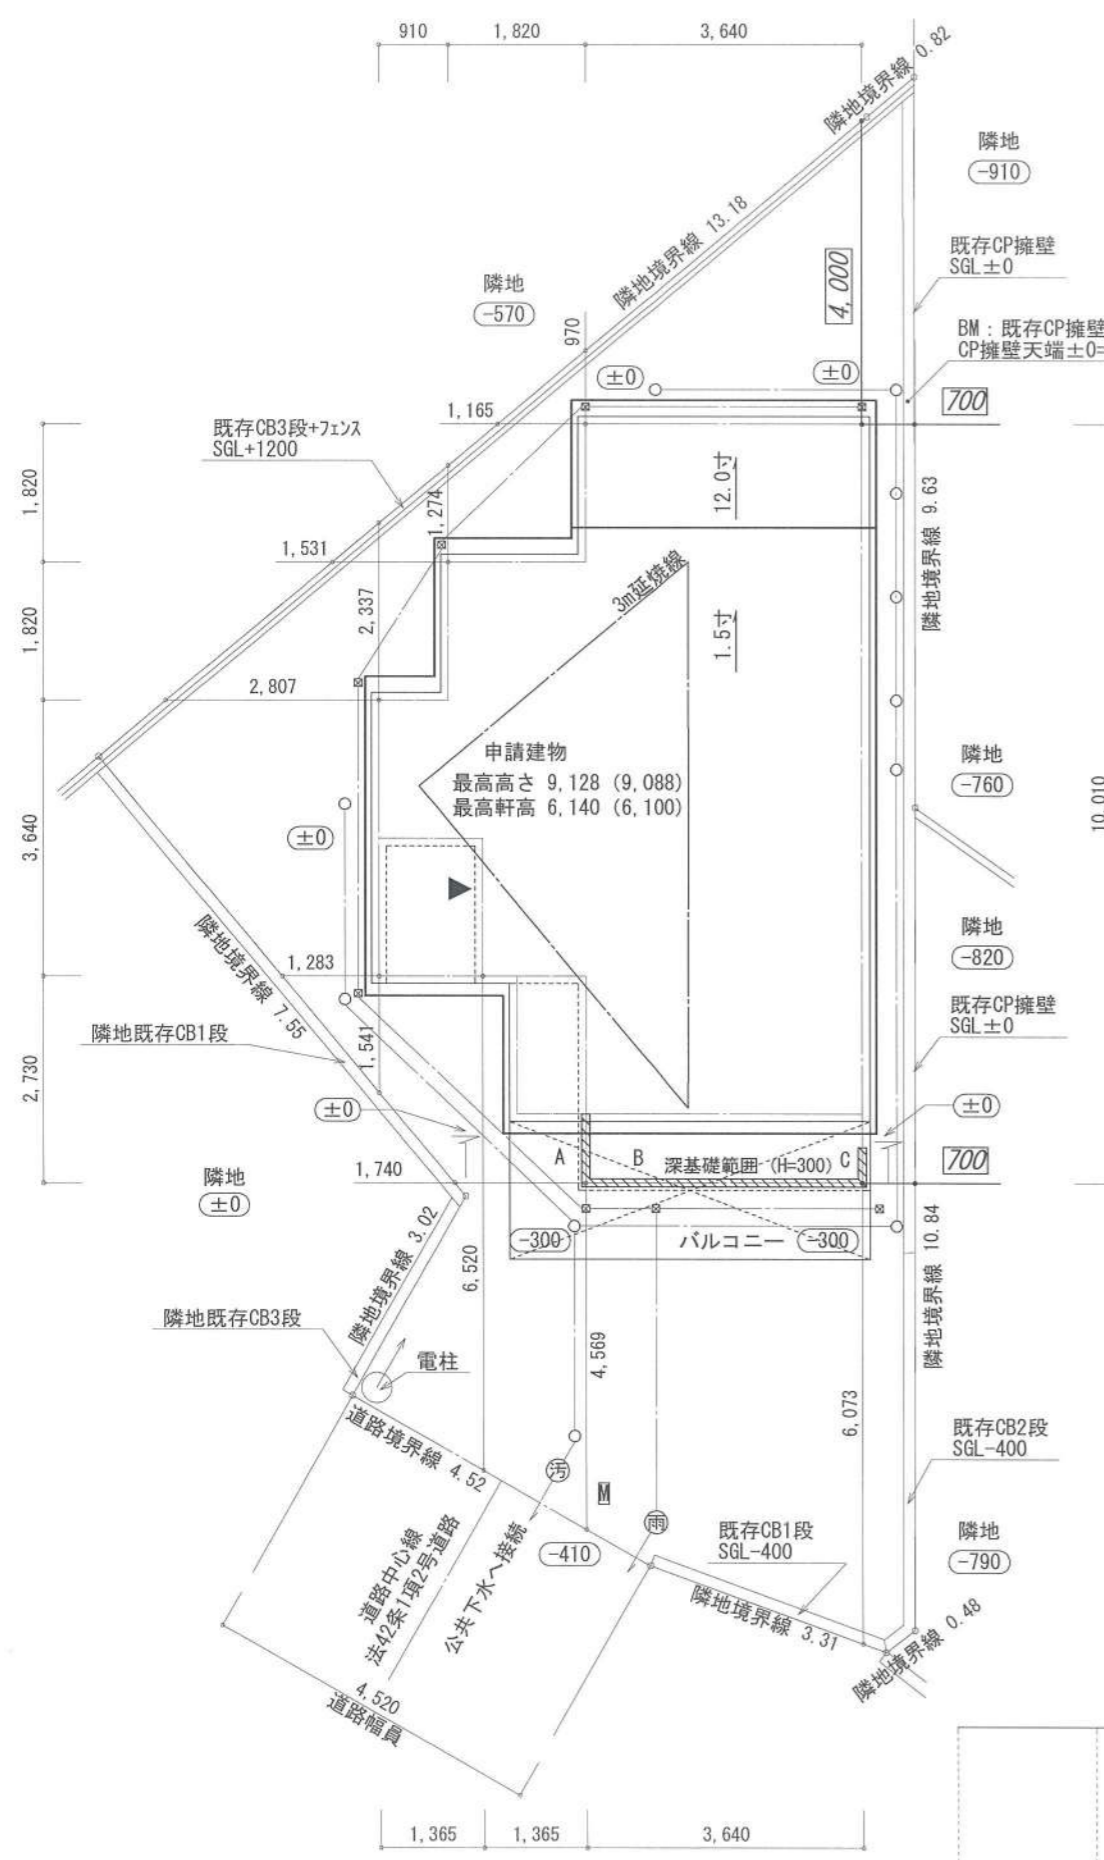 910
1,820
3,640
隣地境界線 0.82
隣地
-910
隣地境界線 13.18
既存CP擁壁
SGL±0
4,000
隣地
-570
970
BM：既存CP擁壁
CP擁壁天端±0=
±0
±0
700
1,165
既存CB3段+フェンス
SGL+1200
1,820
1,274
12.0寸
隣地境界線 9.63
1,531
3m延焼線
2,337
1.5寸
1,820
2,807
申請建物
最高高さ 9,128 (9,088)
最高軒高 6,140 (6,100)
隣地
-760
10,010
±0
3,640
隣地境界線 7.55
隣地
-820
1,283
既存CP擁壁
SGL±0
隣地既存CB1段
1,541
2,730
±0
±0
A
B
深基礎範囲 (H=300)
C
700
隣地
±0
1,740
-300
バルコニー
-300
隣地境界線 10.84
隣地境界線 3.02
6,520
隣地既存CB3段
4,569
電柱
6,073
道路境界線 4.52
既存CB2段
SGL-400
汚
M
雨
既存CB1段
SGL-400
隣地
-790
-410
道路中心線
法42条1項2号道路
公共下水へ接続
隣地境界線 3.31
隣地境界線 0.48
4,520
道路幅員
1,365
1,365
3,640